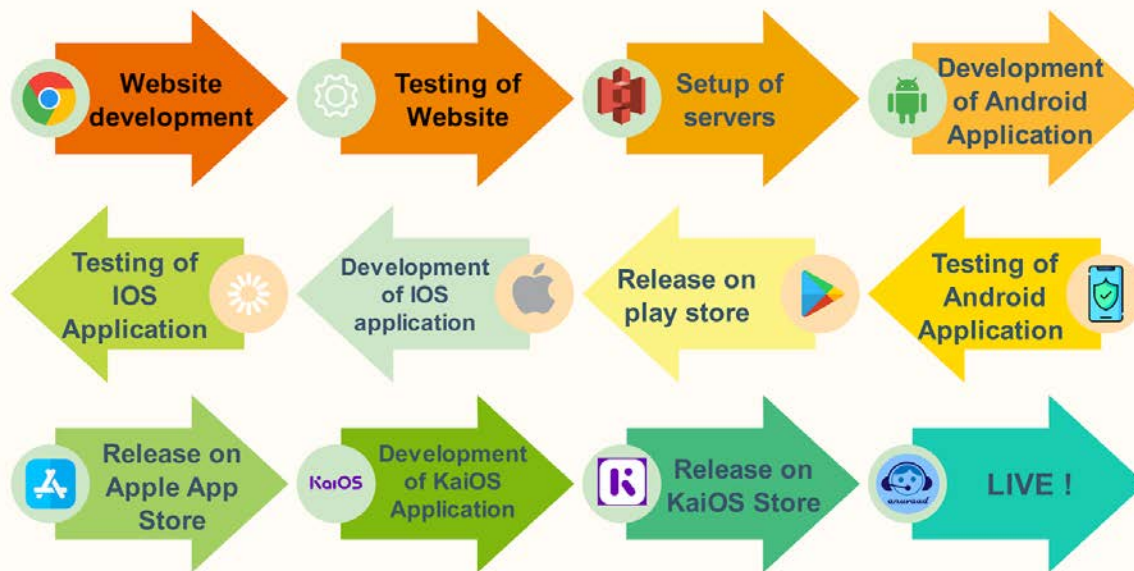 Website
development
Testing of
Website
Setup of
servers
Development
of Android
Application
Testing of
Android
Application
Release on
play store
Development
of IOS
application
Testing of
IOS
Application
Release on
Apple App
Store
KaiOS
Development
of KaiOS
Application
Release on
KaiOS Store
LIVE !